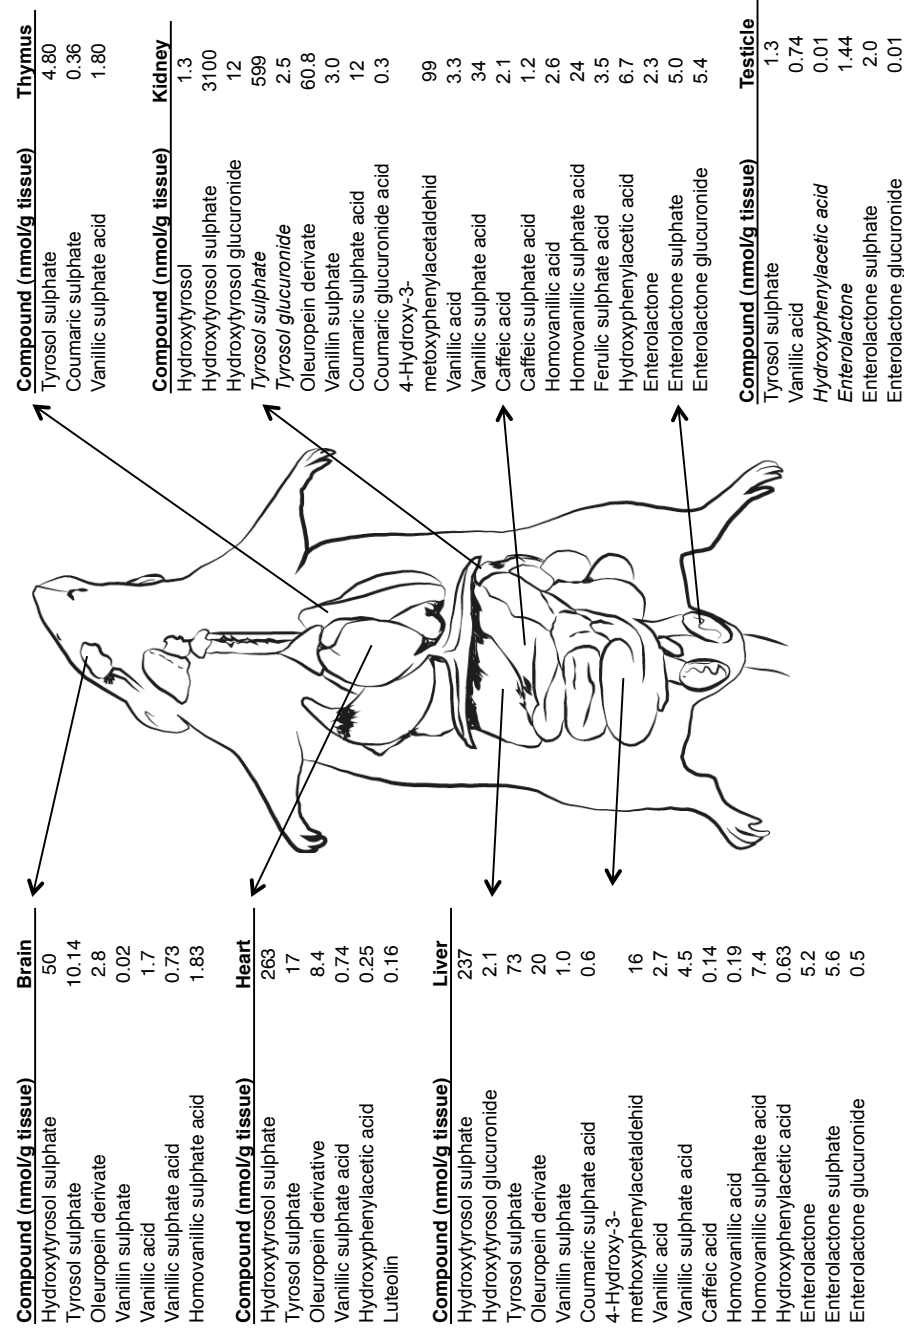 Compound (nmol/g tissue) Brain
Hydroxytyrosol sulphate 50
Tyrosol sulphate 10.14
Oleuropein derivate 2.8
Vanillin sulphate 0.02
Vanillic acid 1.7
Vanillic sulphate acid 0.73
Homovanillic sulphate acid 1.83
Compound (nmol/g tissue) Heart
Hydroxytyrosol sulphate 263
Tyrosol sulphate 17
Oleuropein derivative 8.4
Vanillic sulphate acid 0.74
Hydroxyphenylacetic acid 0.25
Luteolin 0.16
Compound (nmol/g tissue) Liver
Hydroxytyrosol sulphate 237
Hydroxytyrosol glucuronide 2.1
Tyrosol sulphate 73
Oleuropein derivate 20
Vanillin sulphate 1.0
Coumaric sulphate acid 0.6
4-Hydroxy-3-
methoxyphenylacetaldehid 16
Vanillic acid 2.7
Vanillic sulphate acid 4.5
Caffeic acid 0.14
Homovanillic acid 0.19
Homovanillic sulphate acid 7.4
Hydroxyphenylacetic acid 0.63
Enterolactone 5.2
Enterolactone sulphate 5.6
Enterolactone glucuronide 0.5
Compound (nmol/g tissue) Thymus
Tyrosol sulphate 4.80
Coumaric sulphate 0.36
Vanillic sulphate acid 1.80
Compound (nmol/g tissue) Kidney
Hydroxytyrosol 1.3
Hydroxytyrosol sulphate 3100
Hydroxytyrosol glucuronide 12
Tyrosol sulphate 599
Tyrosol glucuronide 2.5
Oleuropein derivate 60.8
Vanillin sulphate 3.0
Coumaric sulphate acid 12
Coumaric glucuronide acid 0.3
4-Hydroxy-3-
metoxyphenylacetaldehid 99
Vanillic acid 3.3
Vanillic sulphate acid 34
Caffeic acid 2.1
Caffeic sulphate acid 1.2
Homovanillic acid 2.6
Homovanillic sulphate acid 24
Ferulic sulphate acid 3.5
Hydroxyphenylacetic acid 6.7
Enterolactone 2.3
Enterolactone sulphate 5.0
Enterolactone glucuronide 5.4
Compound (nmol/g tissue) Testicle
Tyrosol sulphate 1.3
Vanillic acid 0.74
Hydroxyphenylacetic acid 0.01
Enterolactone 1.44
Enterolactone sulphate 2.0
Enterolactone glucuronide 0.01